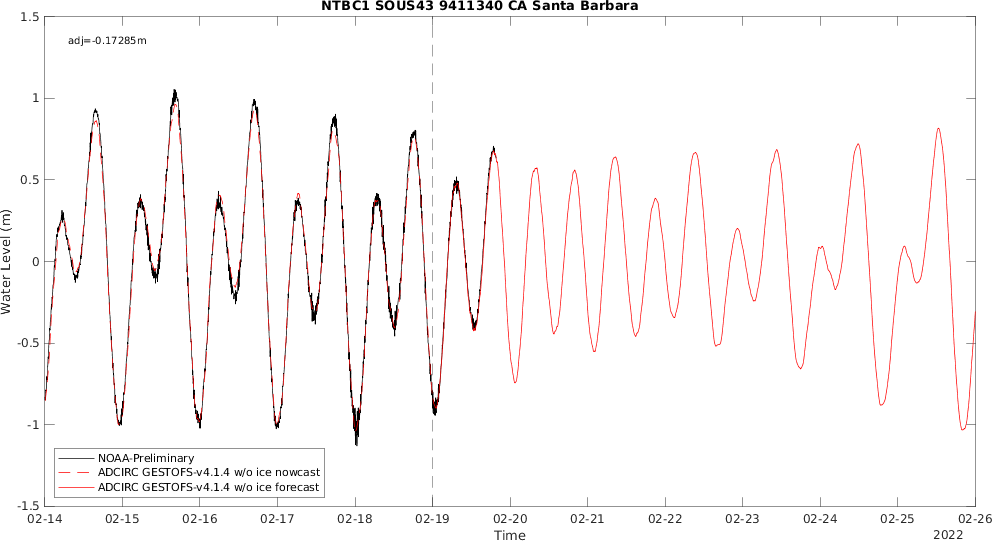 NTBC1 SOUS43 9411340 CA Santa Barbara
adj=-0.17285m
1.5
1
0.5
0
-0.5
-1
-1.5
Water Level (m)
NOAA-Preliminary
ADCIRC GESTOFS-v4.1.4 w/o ice nowcast
ADCIRC GESTOFS-v4.1.4 w/o ice forecast
02-14 02-15 02-16 02-17 02-18 02-19 02-20 02-21 02-22 02-23 02-24 02-25 02-26
Time
2022